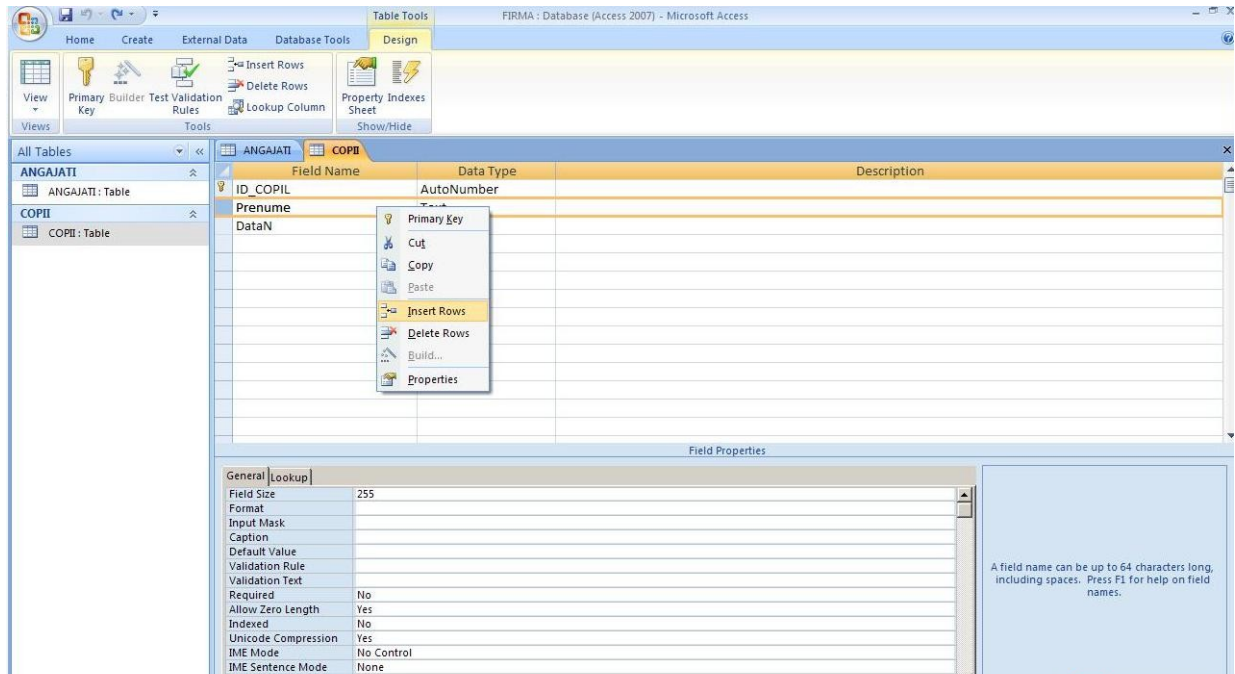 Table Tools
FIRMA : Database (Access 2007) - Microsoft Access
Home Create External Data Database Tools Design
View
Primary Key
Builder
Test Validation Rules
Insert Rows
Delete Rows
Lookup Column
Property Sheet
Indexes
Views
Tools
Show/Hide
All Tables
ANGAJATI
ANGAJATI : Table
COPII
COPII : Table
ANGAJATI COPII
Field Name Data Type Description
ID_COPIL AutoNumber
Prenume Text
DataN
Primary Key
Cut
Copy
Paste
Insert Rows
Delete Rows
Build...
Properties
Field Properties
General Lookup
Field Size 255
Format
Input Mask
Caption
Default Value
Validation Rule
Validation Text
Required No
Allow Zero Length Yes
Indexed No
Unicode Compression Yes
IME Mode No Control
IME Sentence Mode None
A field name can be up to 64 characters long,
including spaces. Press F1 for help on field
names.